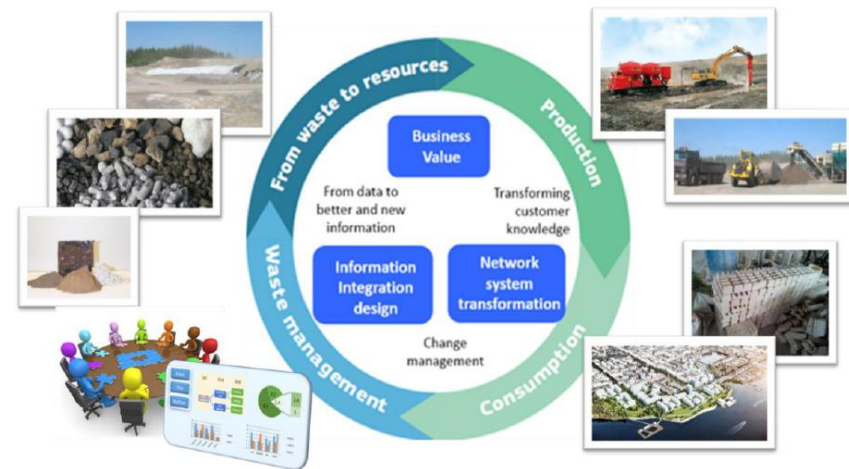 From waste to resources
Production
Business
Value
From data to
better and new
information
Transforming
customer
knowledge
Information
Integration
design
Network
system
transformation
Change
management
Waste management
Consumption